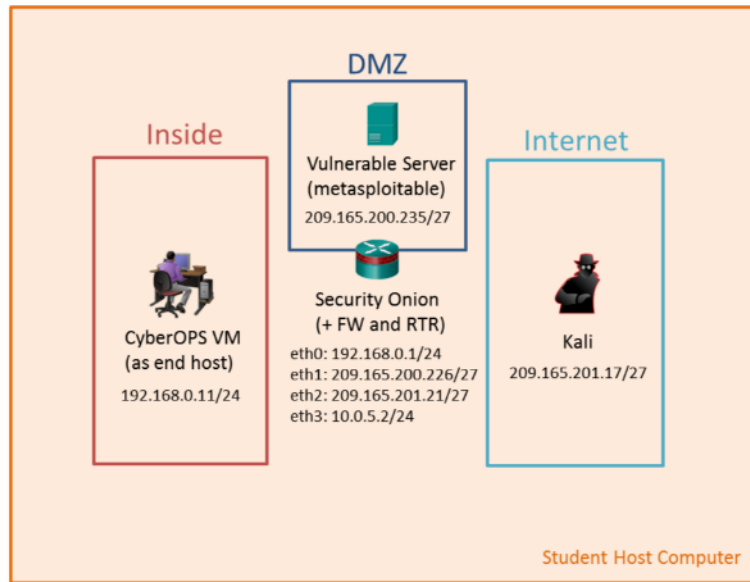 DMZ
Inside
Internet
Vulnerable Server
(metasploitable)
209.165.200.235/27
CyberOPS VM
(as end host)
192.168.0.11/24
Security Onion
(+ FW and RTR)
eth0: 192.168.0.1/24
eth1: 209.165.200.226/27
eth2: 209.165.201.21/27
eth3: 10.0.5.2/24
Kali
209.165.201.17/27
Student Host Computer